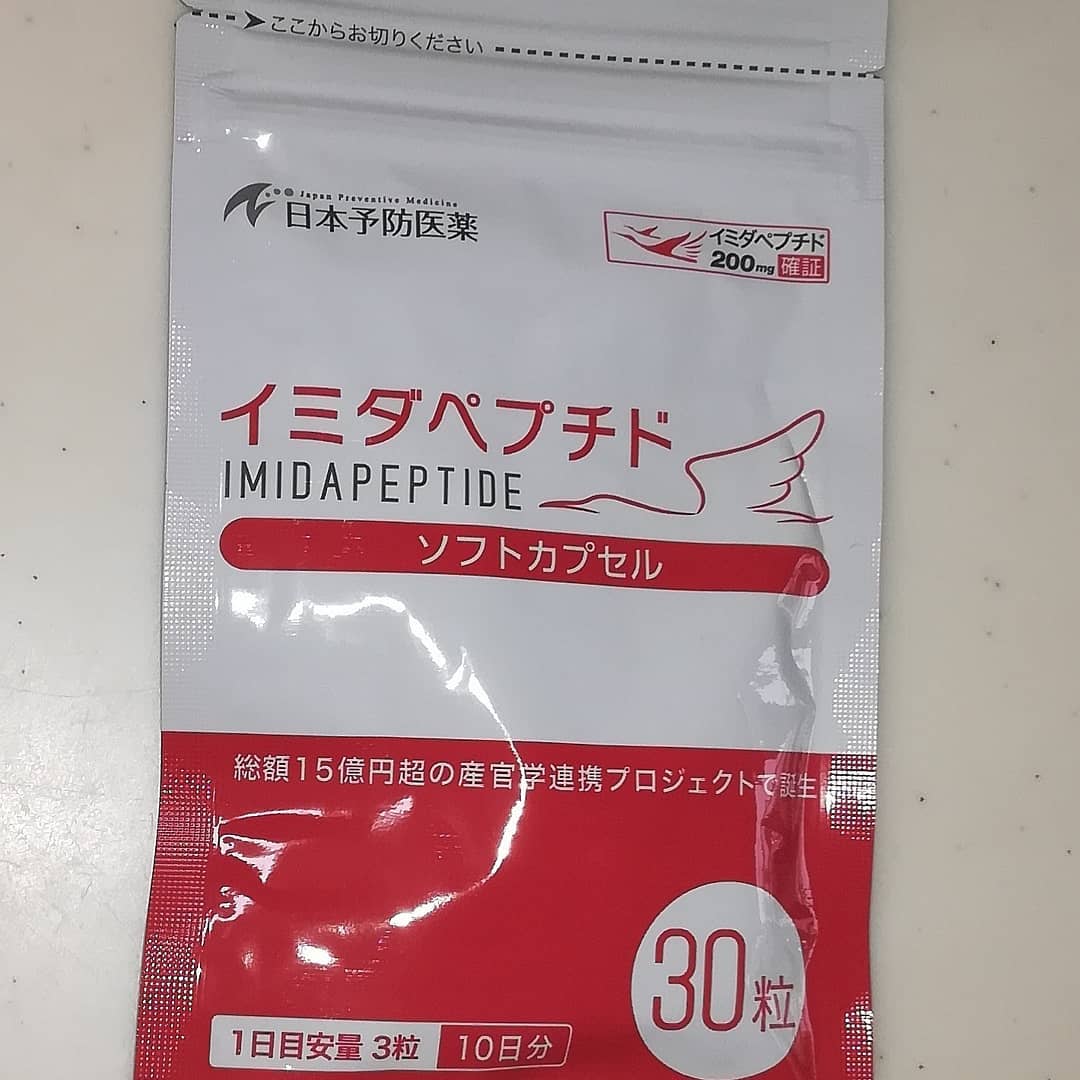 ここからお切りください
Japan Preventive Medicine
日本予防医薬
イミダペプチド
200mg 確証
イミダペプチド
IMIDAPEPTIDE
ソフトカプセル
総額15億円超の産官学連携プロジェクトで誕生
30粒
1日目安量 3粒 10日分